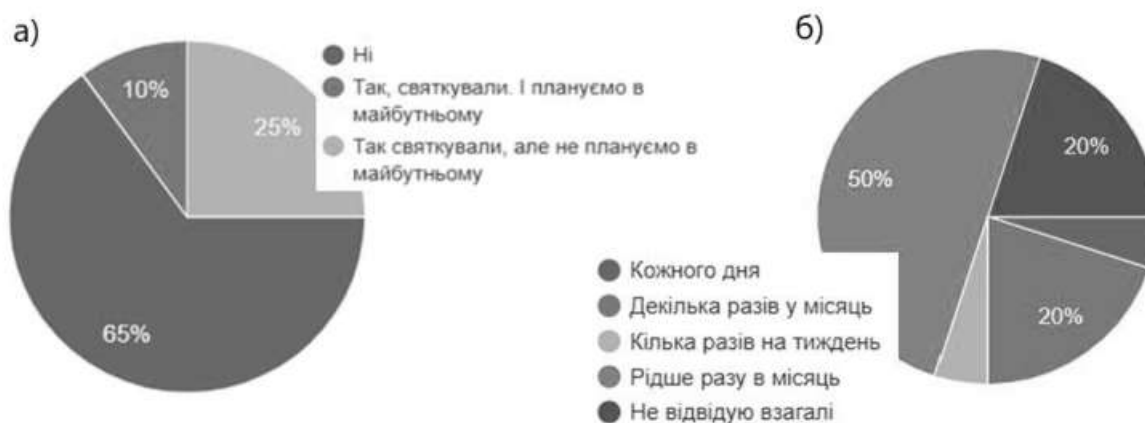 а)
10%
25%
65%
Ні
Так, святкували. І плануємо в
майбутньому
Так святкували, але не плануємо в
майбутньому
б)
50%
20%
20%
Кожного дня
Декілька разів у місяць
Кілька разів на тиждень
Рідше разу в місяць
Не відвідую взагалі